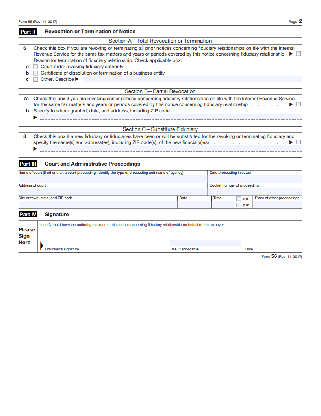 Form 56 (Rev. 11-2017) Page 2
Part II Revocation or Termination of Notice
Section A—Total Revocation or Termination
6 Check this box if you are revoking or terminating all prior notices concerning fiduciary relationships on file with the Internal
Revenue Service for the same tax matters and years or periods covered by this notice concerning fiduciary relationship ▶
Reason for termination of fiduciary relationship. Check applicable box:
a Court order revoking fiduciary authority
b Certificate of dissolution or termination of a business entity
c Other. Describe ▶
Section B—Partial Revocation
7a Check this box if you are revoking earlier notices concerning fiduciary relationships on file with the Internal Revenue Service
for the same tax matters and years or periods covered by this notice concerning fiduciary relationship ▶
b Specify to whom granted, date, and address, including ZIP code.
▶
Section C—Substitute Fiduciary
8 Check this box if a new fiduciary or fiduciaries have been or will be substituted for the revoking or terminating fiduciary and
specify the name(s) and address(es), including ZIP code(s), of the new fiduciary(ies) ▶
▶
Part III Court and Administrative Proceedings
Name of court (if other than a court proceeding, identify the type of proceeding and name of agency) Date proceeding initiated
Address of court Docket number of proceeding
City or town, state, and ZIP code Date Time a.m. Place of other proceedings
p.m.
Part IV Signature
Please
Sign
Here
Fiduciary's signature Title, if applicable Date
Form 56 (Rev. 11-2017)